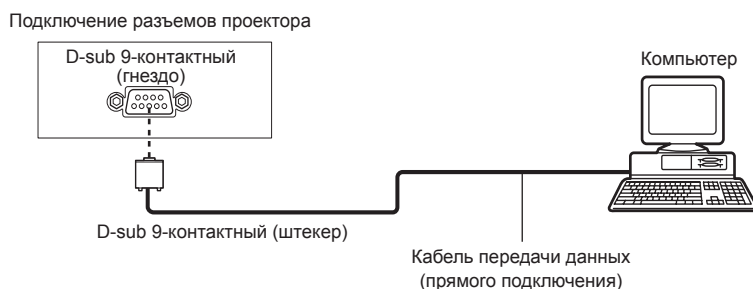 Подключение разъемов проектора
D-sub 9-контактный
(гнездо)
Компьютер
D-sub 9-контактный (штекер)
Кабель передачи данных
(прямого подключения)